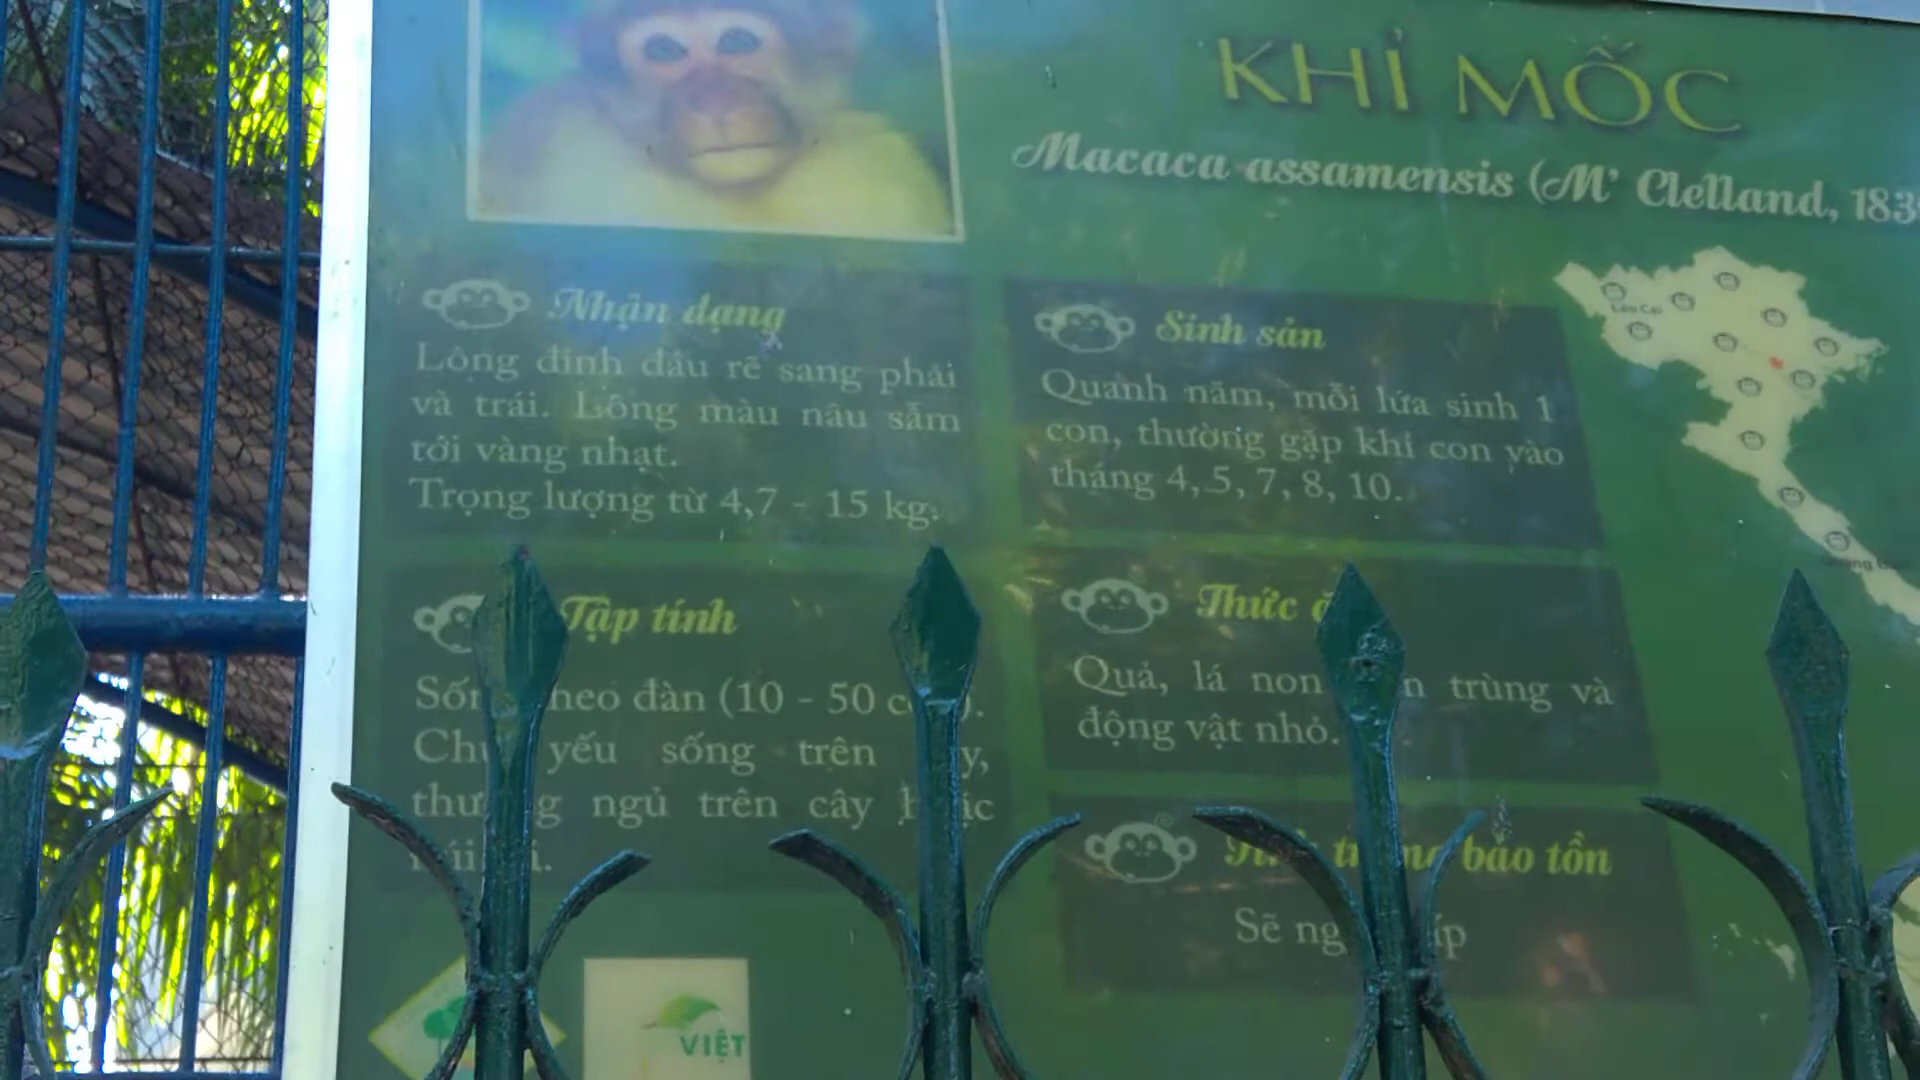 KHỈ MỐC
Macaca assamensis (M' Clelland, 183
Nhận dạng
Lông đỉnh đầu rẽ sang phải
và trái. Lông màu nâu sẫm
tới vàng nhạt.
Trọng lượng từ 4,7 - 15 kg.
Sinh sản
Quanh năm, mỗi lứa sinh 1
con, thường gặp khỉ con vào
tháng 4,5, 7, 8, 10.
Lào Cai
Tập tính
đàn (10 - 50
yếu sống trên
ngủ trên cây
Thức
Quả, lá non trùng và
động vật nhỏ.
bảo tồn
Sẽ
VIỆT